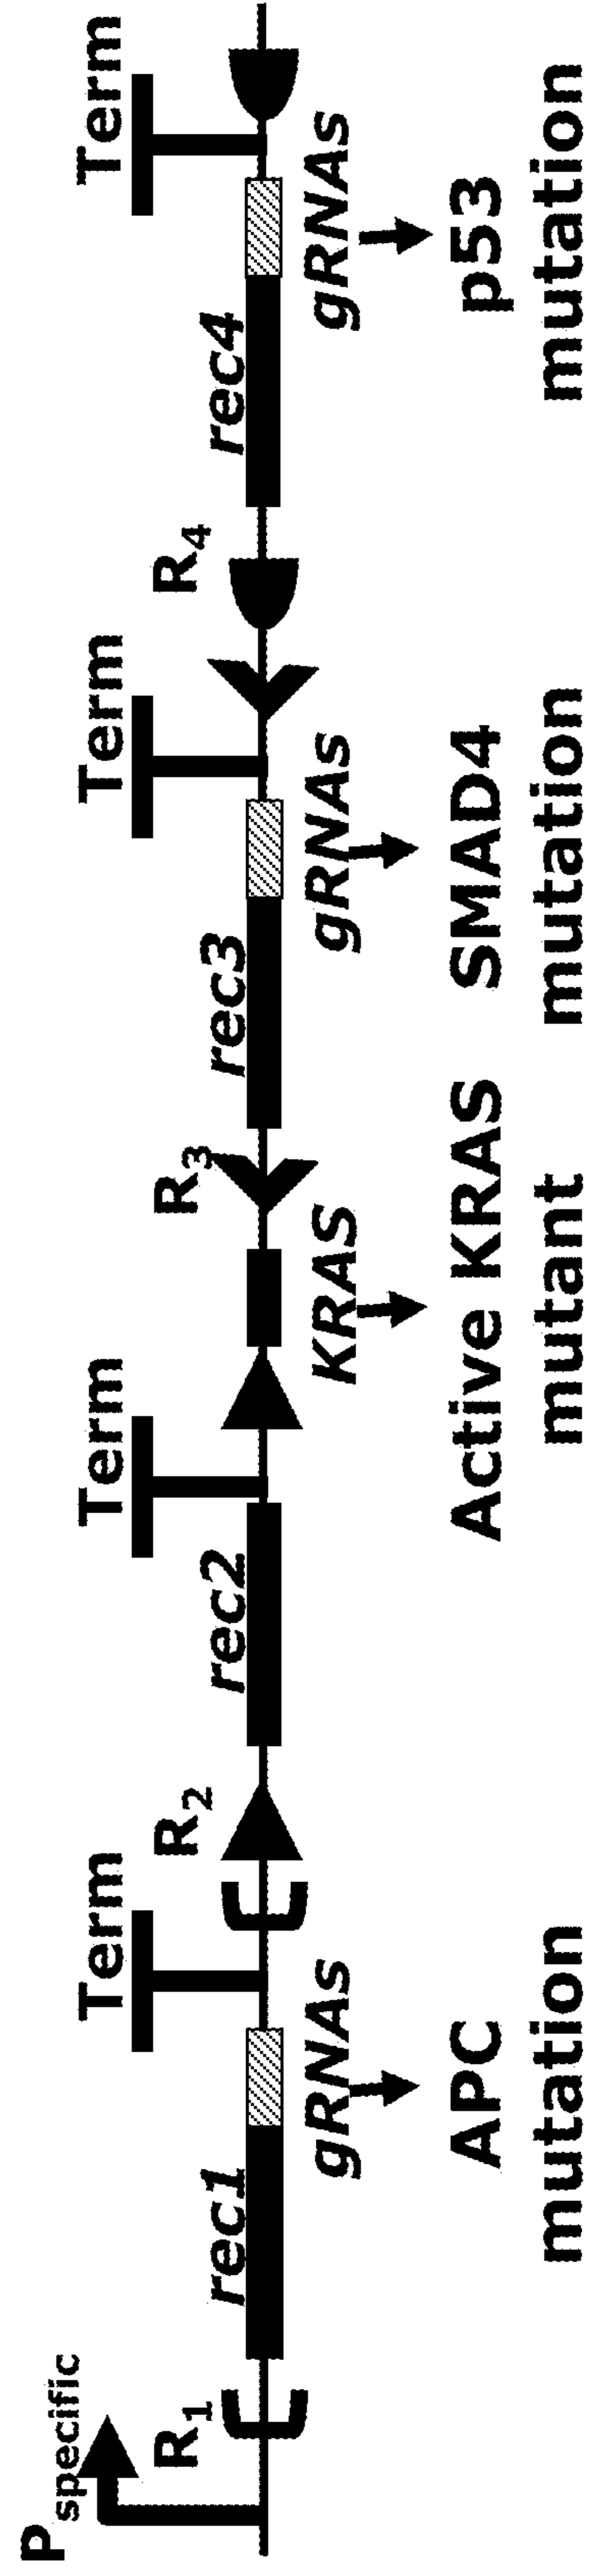 P specific
R1
rec1
gRNAs
APC
mutation
Term
R2
rec2
Term
KRAS
Active KRAS
mutant
R3
rec3
gRNAs
SMAD4
mutation
Term
R4
rec4
gRNAs
p53
mutation
Term